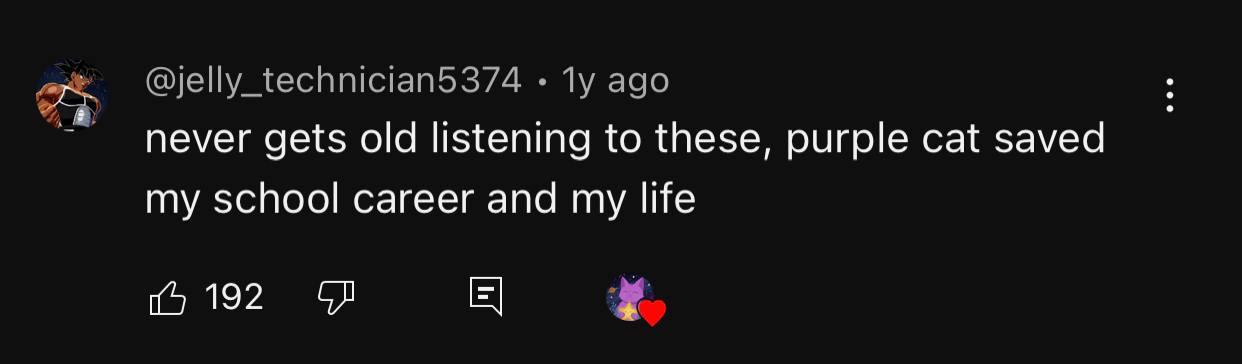 @jelly_technician5374 • 1y ago
never gets old listening to these, purple cat saved
my school career and my life
192